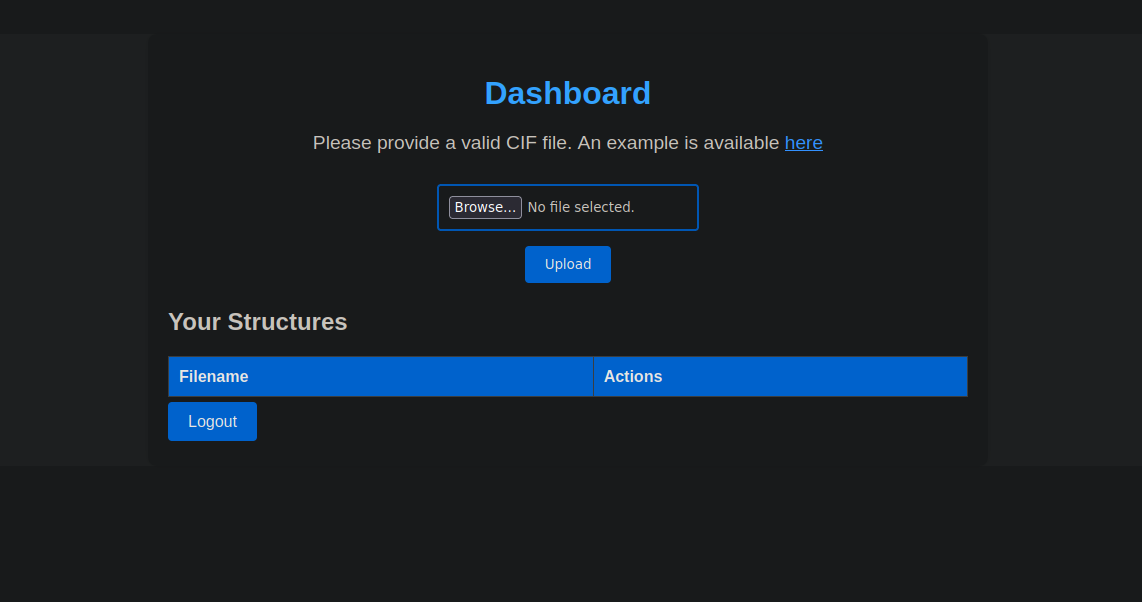 Dashboard
Please provide a valid CIF file. An example is available here
Browse... No file selected.
Upload
Your Structures
Filename Actions
Logout